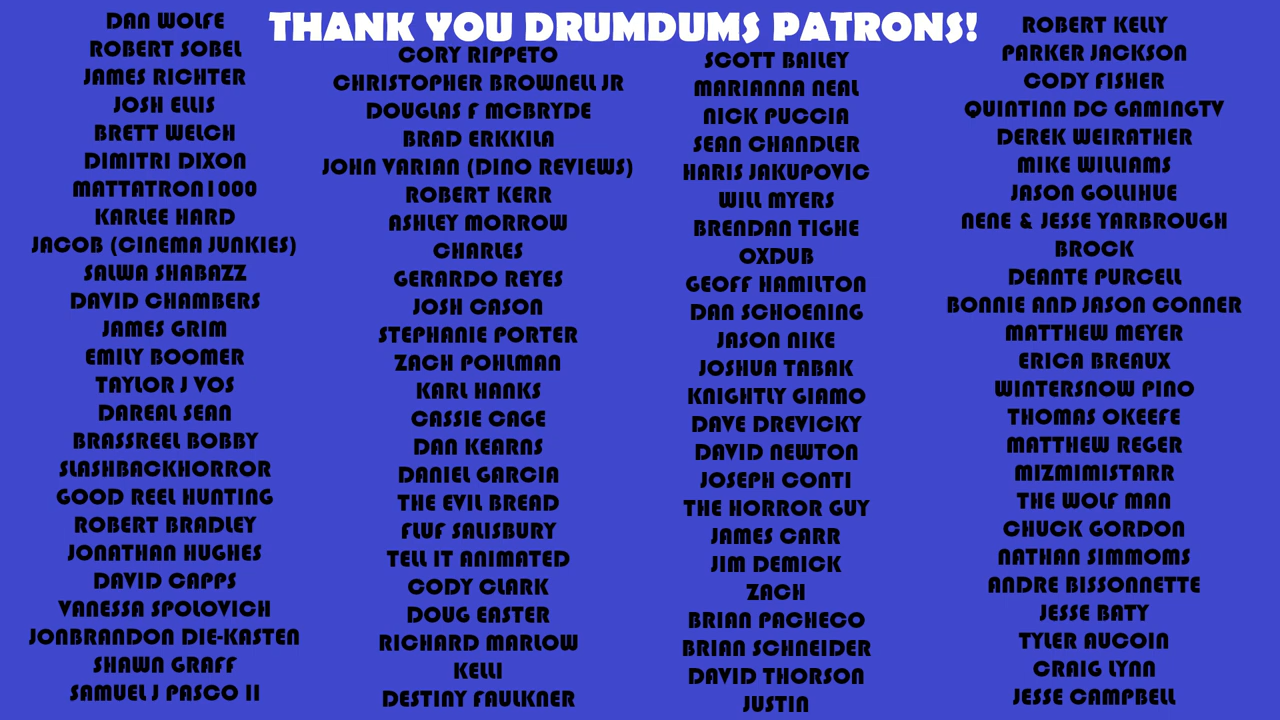 THANK YOU DRUMDUMS PATRONS!
DAN WOLFE
ROBERT SOBEL
JAMES RICHTER
JOSH ELLIS
BRETT WELCH
DIMITRI DIXON
MATTATRON1000
KARLEE HARD
JACOB (CINEMA JUNKIES)
SALWA SHABAZZ
DAVID CHAMBERS
JAMES GRIM
EMILY BOOMER
TAYLOR J VOS
DAREAL SEAN
BRASSREEL BOBBY
SLASHBACKHORROR
GOOD REEL HUNTING
ROBERT BRADLEY
JONATHAN HUGHES
DAVID CAPPS
VANESSA SPOLOVICH
JONBRANDON DIE-KASTEN
SHAWN GRAFF
SAMUEL J PASCO II
CORY RIPPETO
CHRISTOPHER BROWNELL JR
DOUGLAS F MCBRYDE
BRAD ERKKILA
JOHN VARIAN (DINO REVIEWS)
ROBERT KERR
ASHLEY MORROW
CHARLES
GERARDO REYES
JOSH CASON
STEPHANIE PORTER
ZACH POHLMAN
KARL HANKS
CASSIE CAGE
DAN KEARNS
DANIEL GARCIA
THE EVIL BREAD
FLUF SALISBURY
TELL IT ANIMATED
CODY CLARK
DOUG EASTER
RICHARD MARLOW
KELLI
DESTINY FAULKNER
SCOTT BAILEY
MARIANNA NEAL
NICK PUCCIA
SEAN CHANDLER
HARIS JAKUPOVIC
WILL MYERS
BRENDAN TIGHE
OXDUB
GEOFF HAMILTON
DAN SCHOENING
JASON NIKE
JOSHUA TABAK
KNIGHTLY GIAMO
DAVE DREVICKY
DAVID NEWTON
JOSEPH CONTI
THE HORROR GUY
JAMES CARR
JIM DEMICK
ZACH
BRIAN PACHECO
BRIAN SCHNEIDER
DAVID THORSON
JUSTIN
ROBERT KELLY
PARKER JACKSON
CODY FISHER
QUINTINN DC GAMINGTV
DEREK WEIRATHER
MIKE WILLIAMS
JASON GOLLIHUE
NENE & JESSE YARBROUGH
BROCK
DEANTE PURCELL
BONNIE AND JASON CONNER
MATTHEW MEYER
ERICA BREAUX
WINTERSNOW PINO
THOMAS OKEEFE
MATTHEW REGER
MIZMIMISTARR
THE WOLF MAN
CHUCK GORDON
NATHAN SIMMOMS
ANDRE BISSONNETTE
JESSE BATY
TYLER AUCOIN
CRAIG LYNN
JESSE CAMPBELL